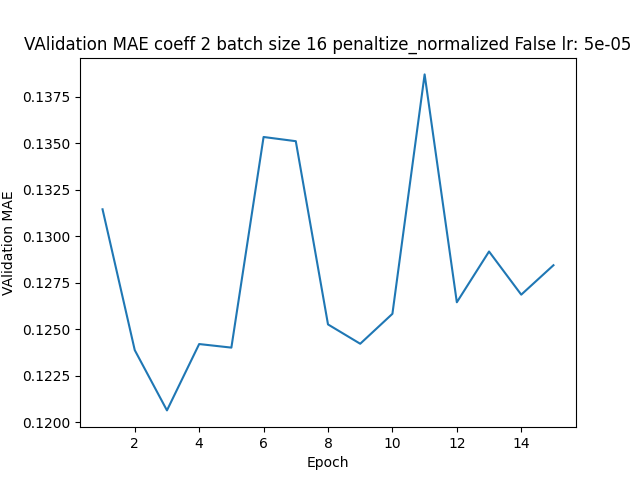 VAlidation MAE coeff 2 batch size 16 penaltize_normalized False lr: 5e-05
0.1375
0.1350
0.1325
0.1300
0.1275
0.1250
0.1225
0.1200
VAlidation MAE
2 4 6 8 10 12 14
Epoch